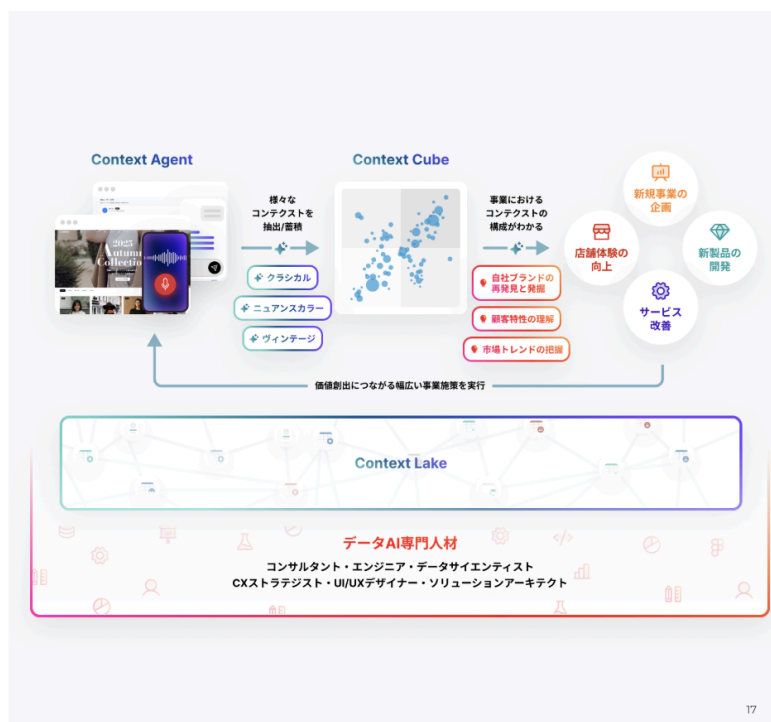 Context Agent
Context Cube
2025
Autumn
Collectio
様々な
コンテクストを
抽出/蓄積
クラシカル
ニュアンスカラー
ヴィンテージ
事業における
コンテクストの
構成がわかる
自社ブランドの
再発見と発掘
顧客特性の理解
市場トレンドの把握
新規事業の
企画
店舗体験の
向上
新製品の
開発
サービス
改善
価値創出につながる幅広い事業施策を実行
Context Lake
データAI専門人材
コンサルタント・エンジニア・データサイエンティスト
CXストラテジスト・UI/UXデザイナー・ソリューションアーキテクト
17